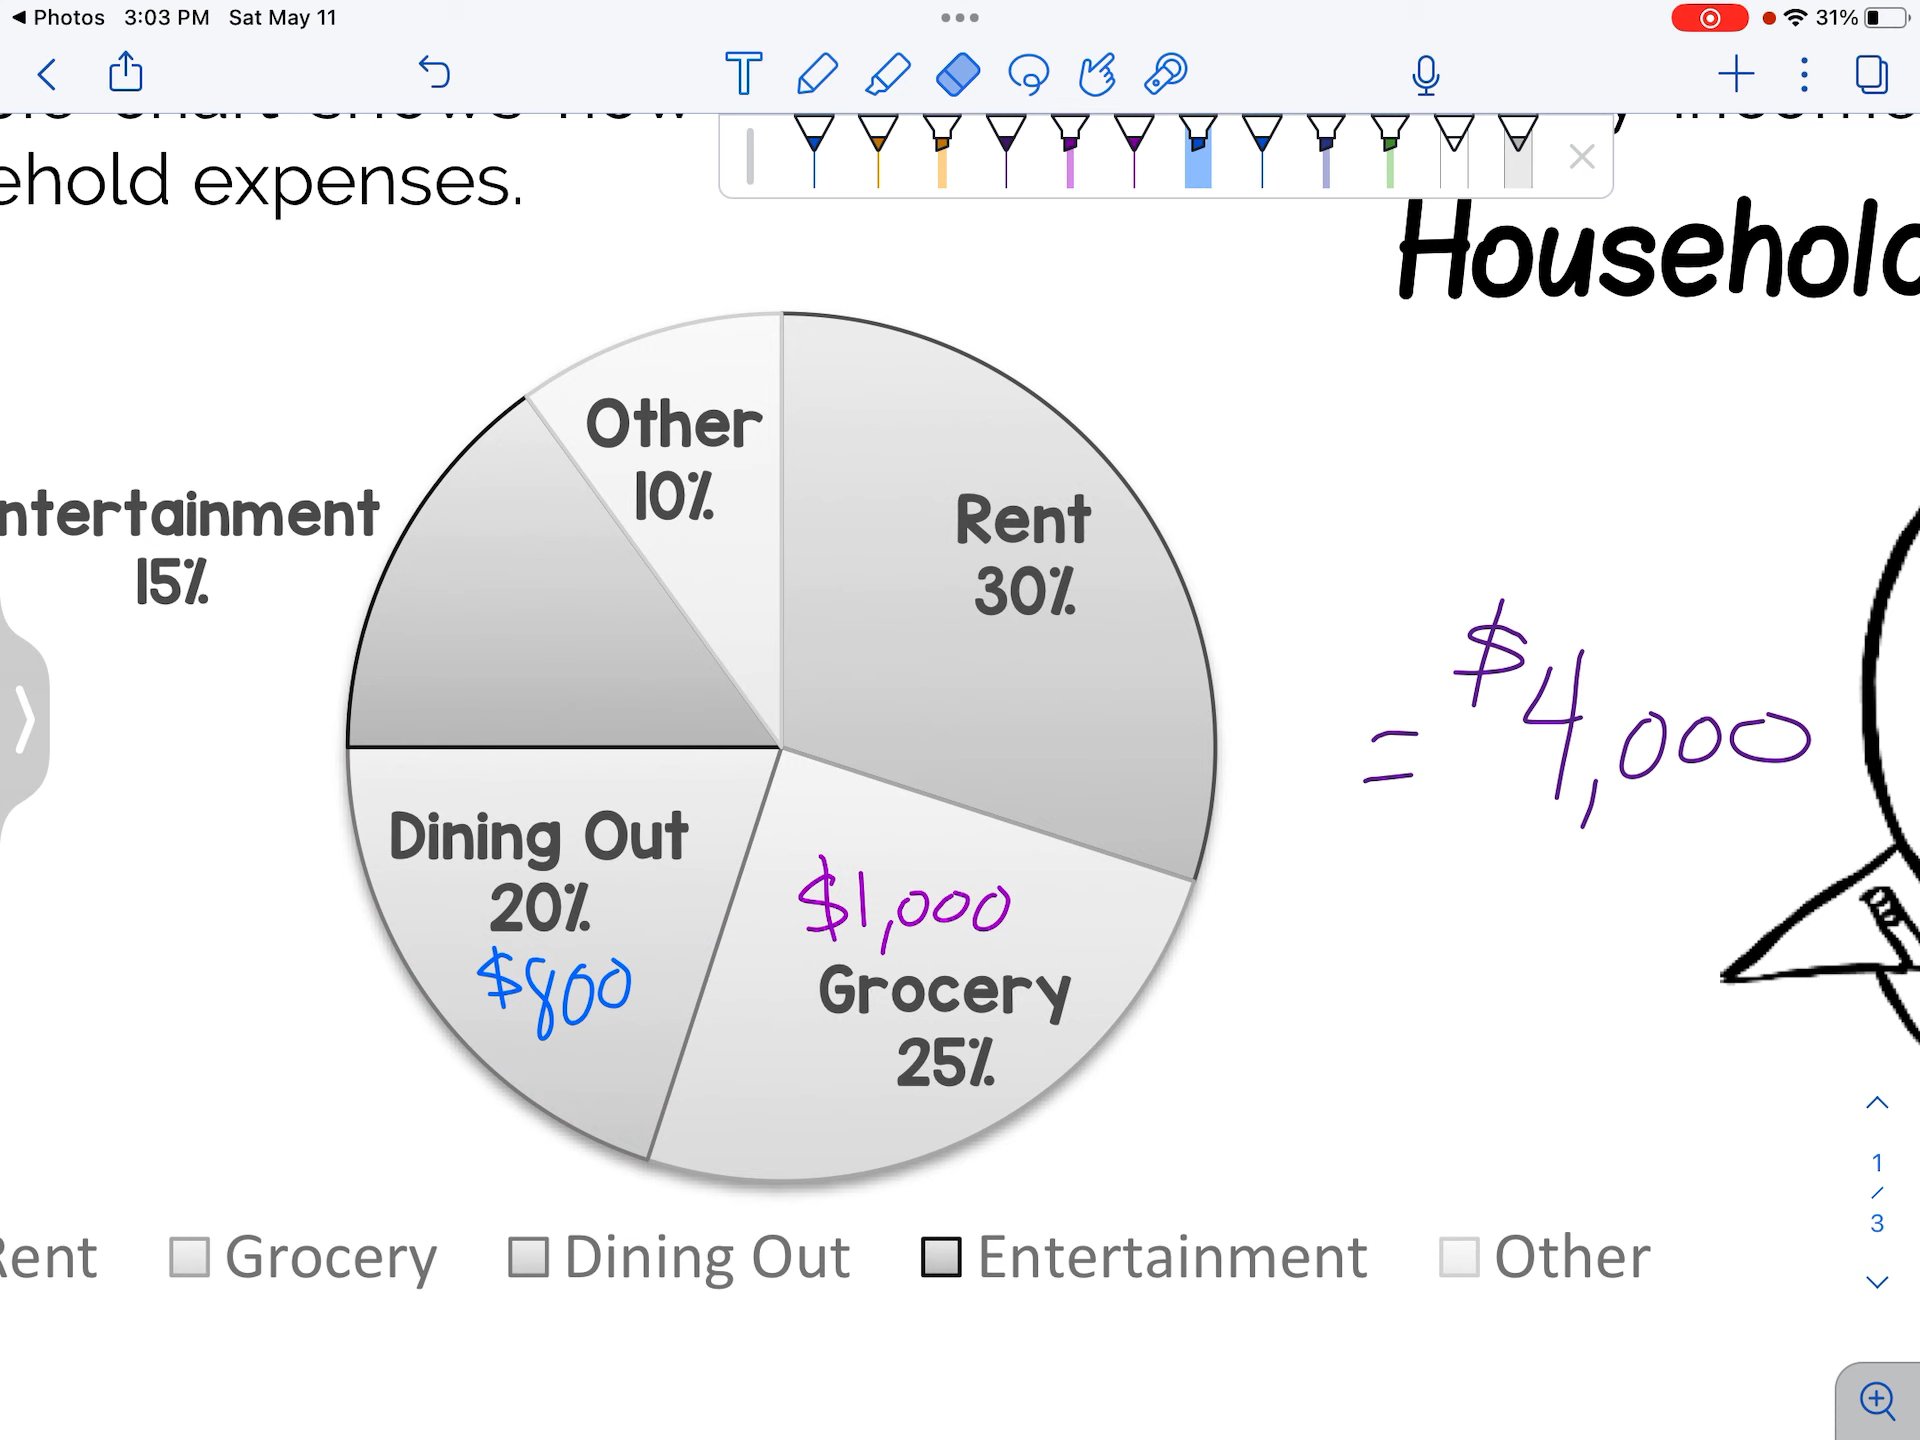 Photos 3:03 PM Sat May 11
31%
T
ehold expenses.
Household
Other
10%
Rent
30%
ntertainment
15%
= $4,000
Dining Out
20%
$800
$1,000
Grocery
25%
1
/
3
Rent Grocery Dining Out Entertainment Other